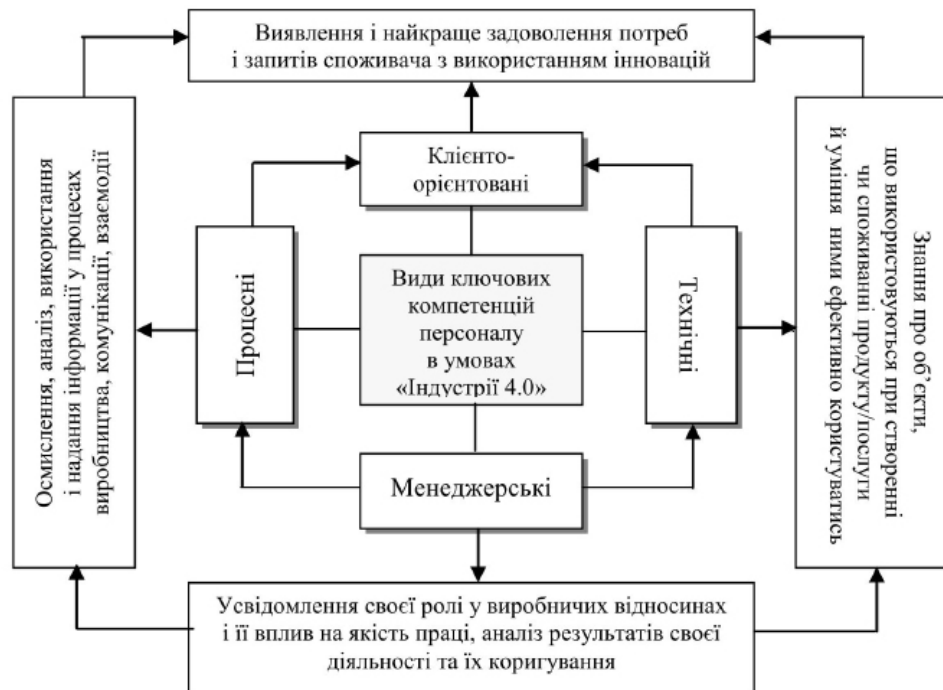 Виявлення і найкраще задоволення потреб
і запитів споживача з використанням інновацій
Осмислення, аналіз, використання
і надання інформації у процесах
виробництва, комунікації, взаємодії
Процесні
Клієнто-
орієнтовані
Види ключових
компетенцій
персоналу
в умовах
«Індустрії 4.0»
Менеджерські
Технічні
Знання про об’єкти,
що використовуються при створенні
чи споживанні продукту/послуги
й уміння ними ефективно користуватись
Усвідомлення своєї ролі у виробничих відносинах
і її вплив на якість праці, аналіз результатів своєї
діяльності та їх коригування